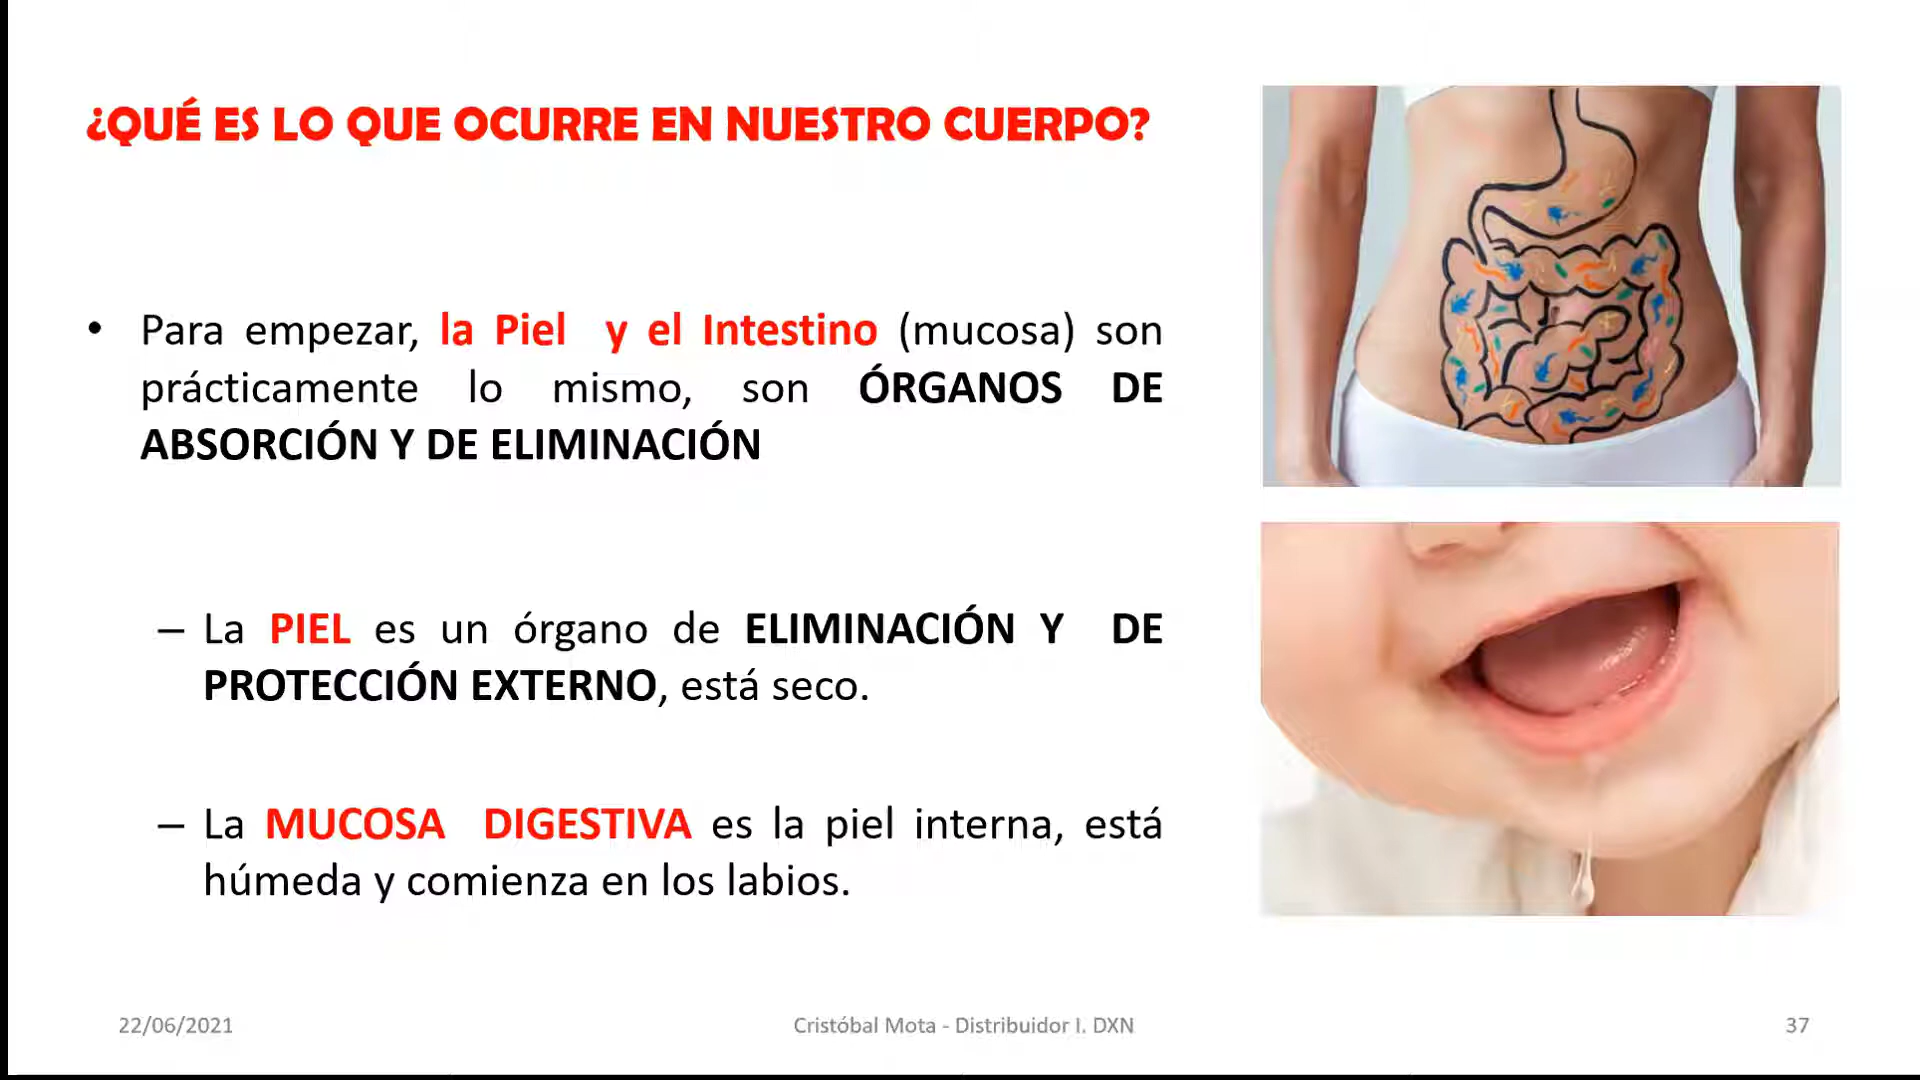 ¿QUÉ ES LO QUE OCURRE EN NUESTRO CUERPO?
• Para empezar, la Piel y el Intestino (mucosa) son
prácticamente lo mismo, son ÓRGANOS DE
ABSORCIÓN Y DE ELIMINACIÓN
– La PIEL es un órgano de ELIMINACIÓN Y DE
PROTECCIÓN EXTERNO, está seco.
– La MUCOSA DIGESTIVA es la piel interna, está
húmeda y comienza en los labios.
22/06/2021
Cristóbal Mota - Distribuidor I. DXN
37